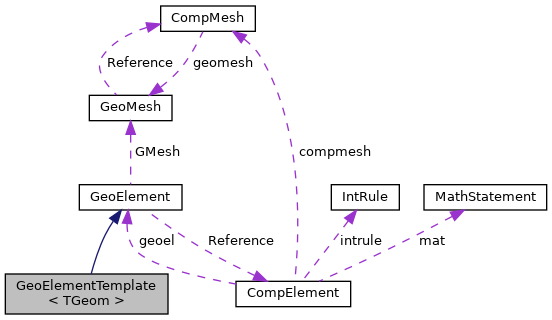 CompMesh
Reference
geomesh
GeoMesh
GMesh
compmesh
GeoElement
IntRule
MathStatement
geoel
Reference
intrule
mat
GeoElementTemplate
< TGeom >
CompElement